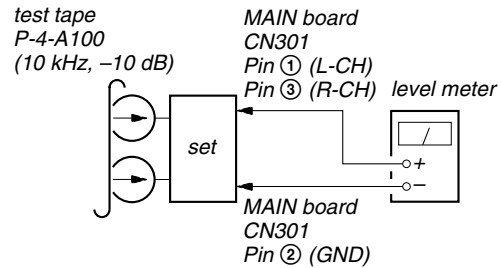 test tape
P-4-A100
(10 kHz, –10 dB)
MAIN board
CN301
Pin ① (L-CH)
Pin ③ (R-CH)
level meter
set
+
–
MAIN board
CN301
Pin ② (GND)